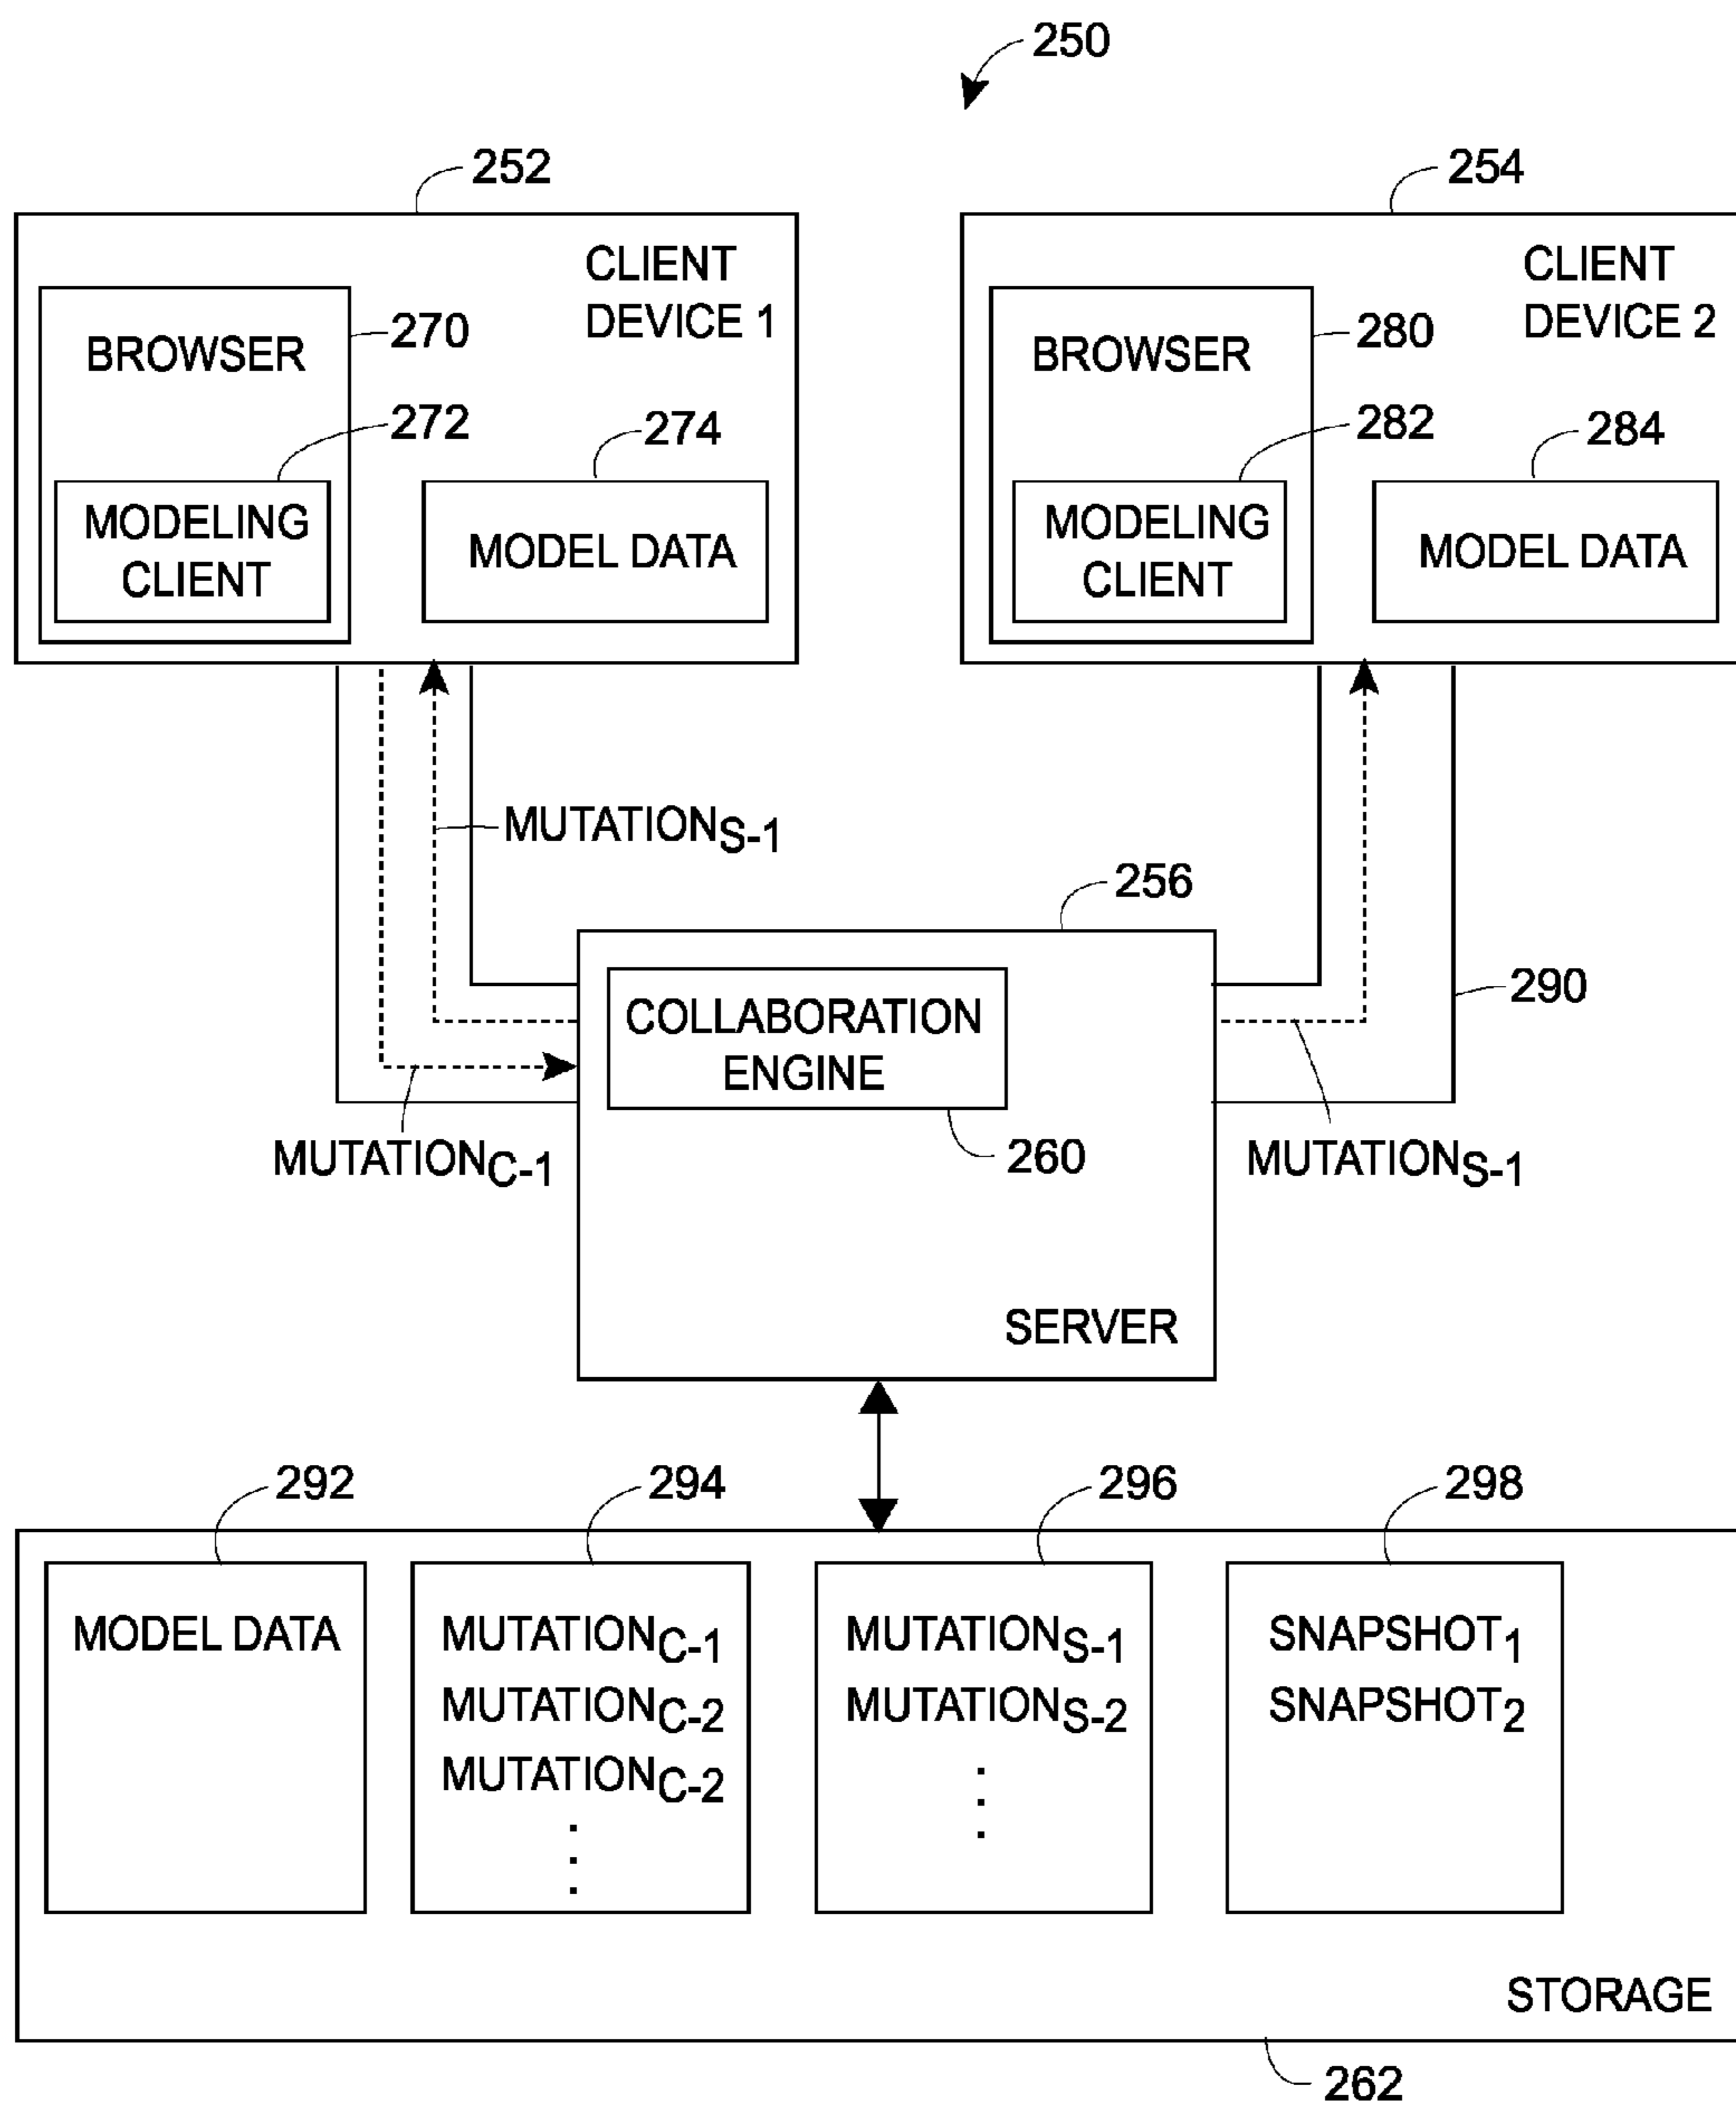 250
252
254
CLIENT
DEVICE 1
CLIENT
DEVICE 2
BROWSER
270
BROWSER
280
272
274
282
284
MODELING
CLIENT
MODEL DATA
MODELING
CLIENT
MODEL DATA
MUTATIONS-1
256
290
COLLABORATION
ENGINE
MUTATIONC-1
260
MUTATIONS-1
SERVER
292
294
296
298
MODEL DATA
MUTATIONC-1
MUTATIONC-2
MUTATIONC-2
MUTATIONS-1
MUTATIONS-2
SNAPSHOT1
SNAPSHOT2
STORAGE
262